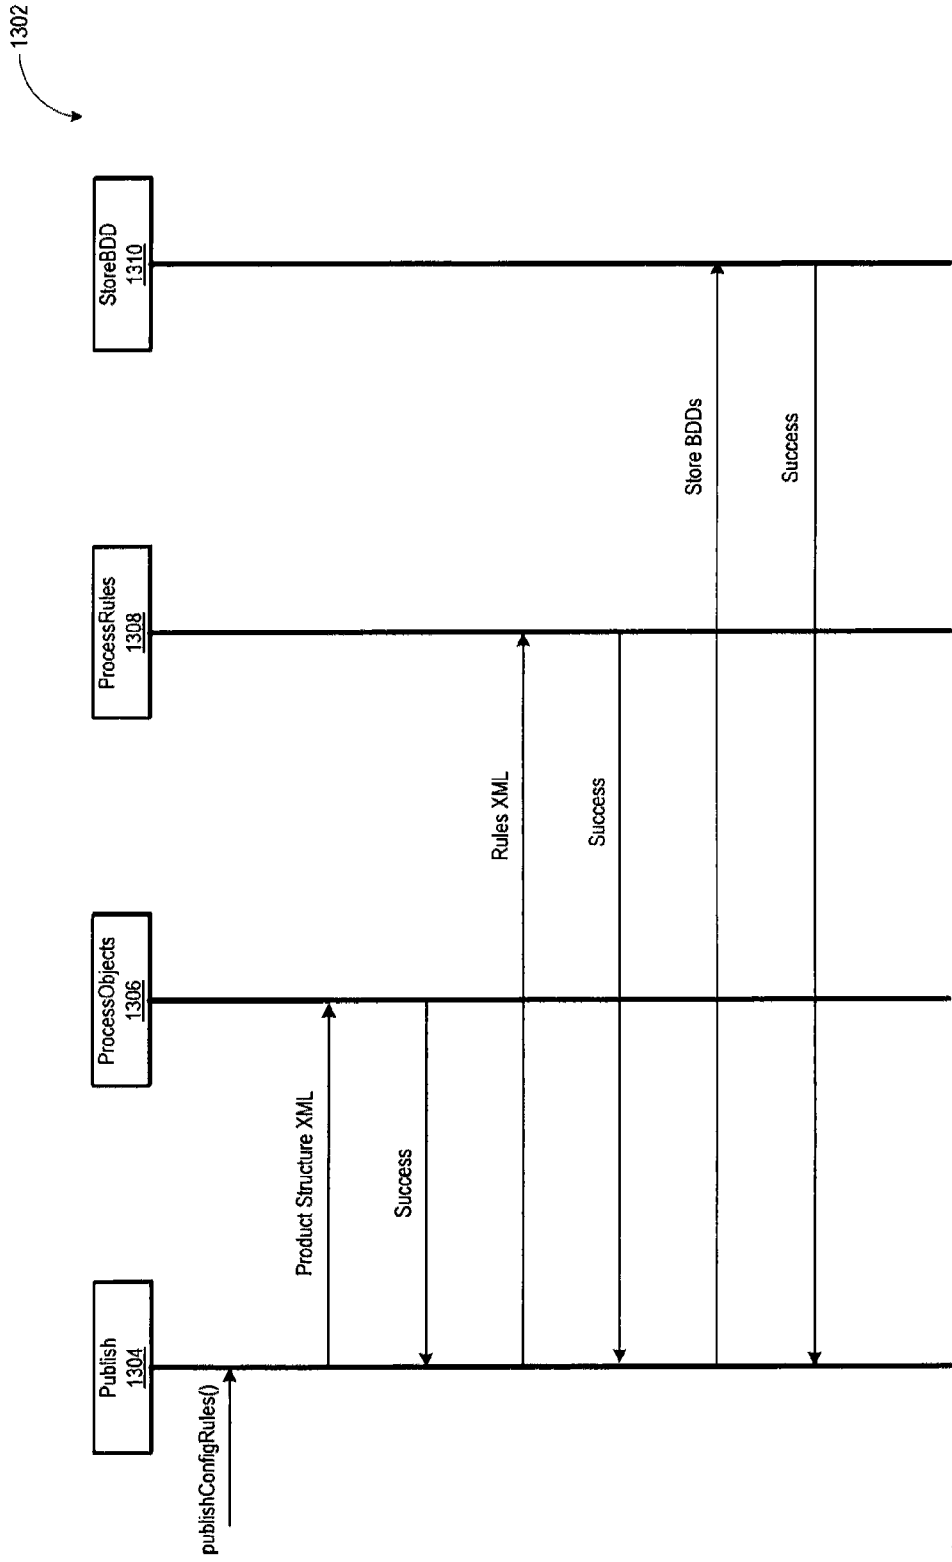 1302
Publish
1304
ProcessObjects
1306
ProcessRules
1308
StoreBDD
1310
publishConfigRules()
Product Structure XML
Success
Rules XML
Success
Store BDDs
Success